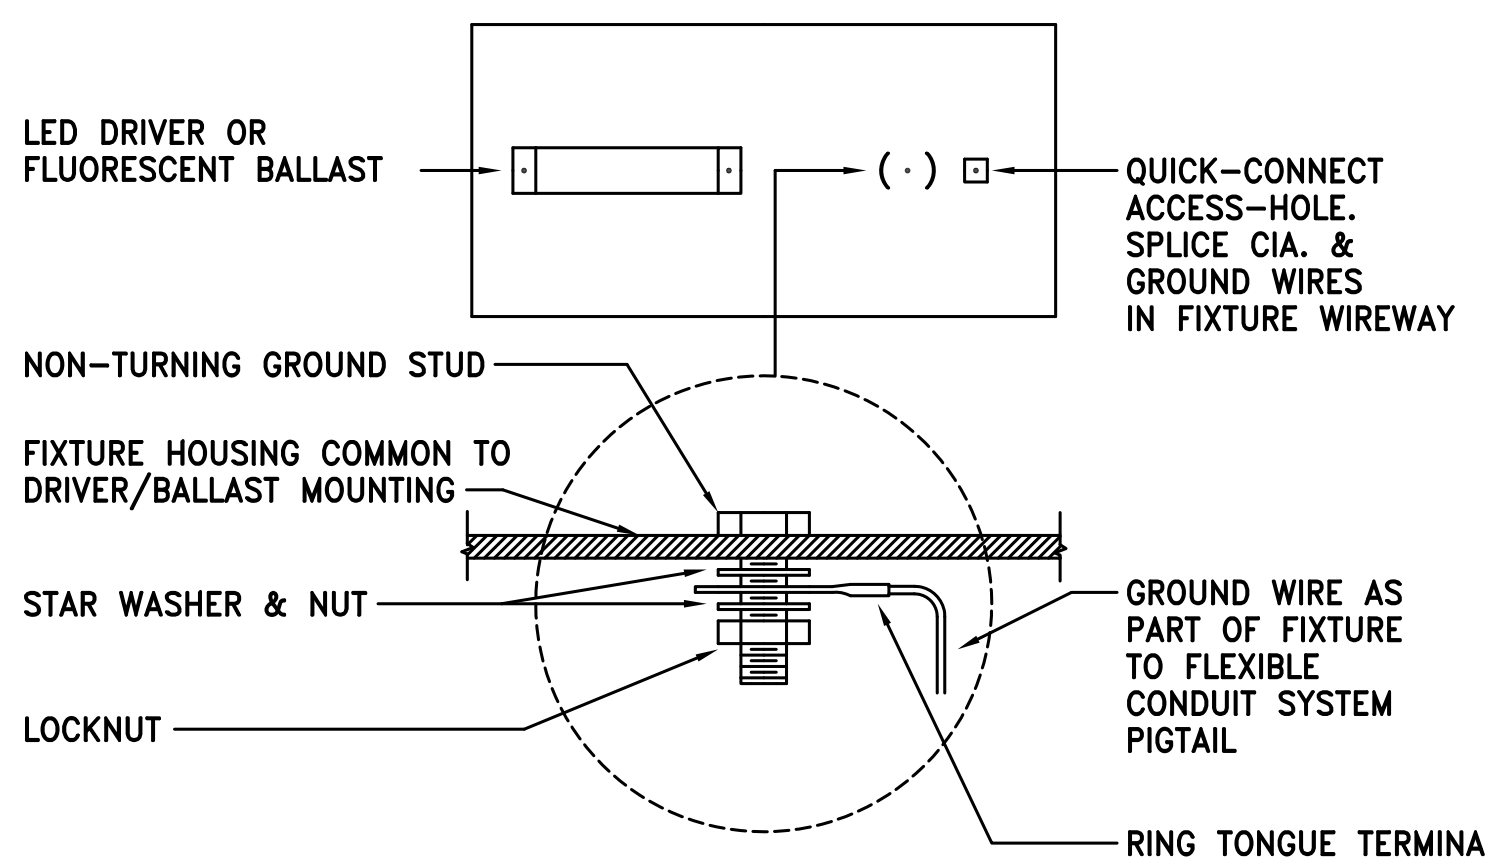 LED DRIVER OR
FLUORESCENT BALLAST
QUICK-CONNECT
ACCESS-HOLE.
SPLICE CIA. &
GROUND WIRES
IN FIXTURE WIREWAY
NON-TURNING GROUND STUD
FIXTURE HOUSING COMMON TO
DRIVER/BALLAST MOUNTING
STAR WASHER & NUT
LOCKNUT
GROUND WIRE AS
PART OF FIXTURE
TO FLEXIBLE
CONDUIT SYSTEM
PIGTAIL
RING TONGUE TERMINA